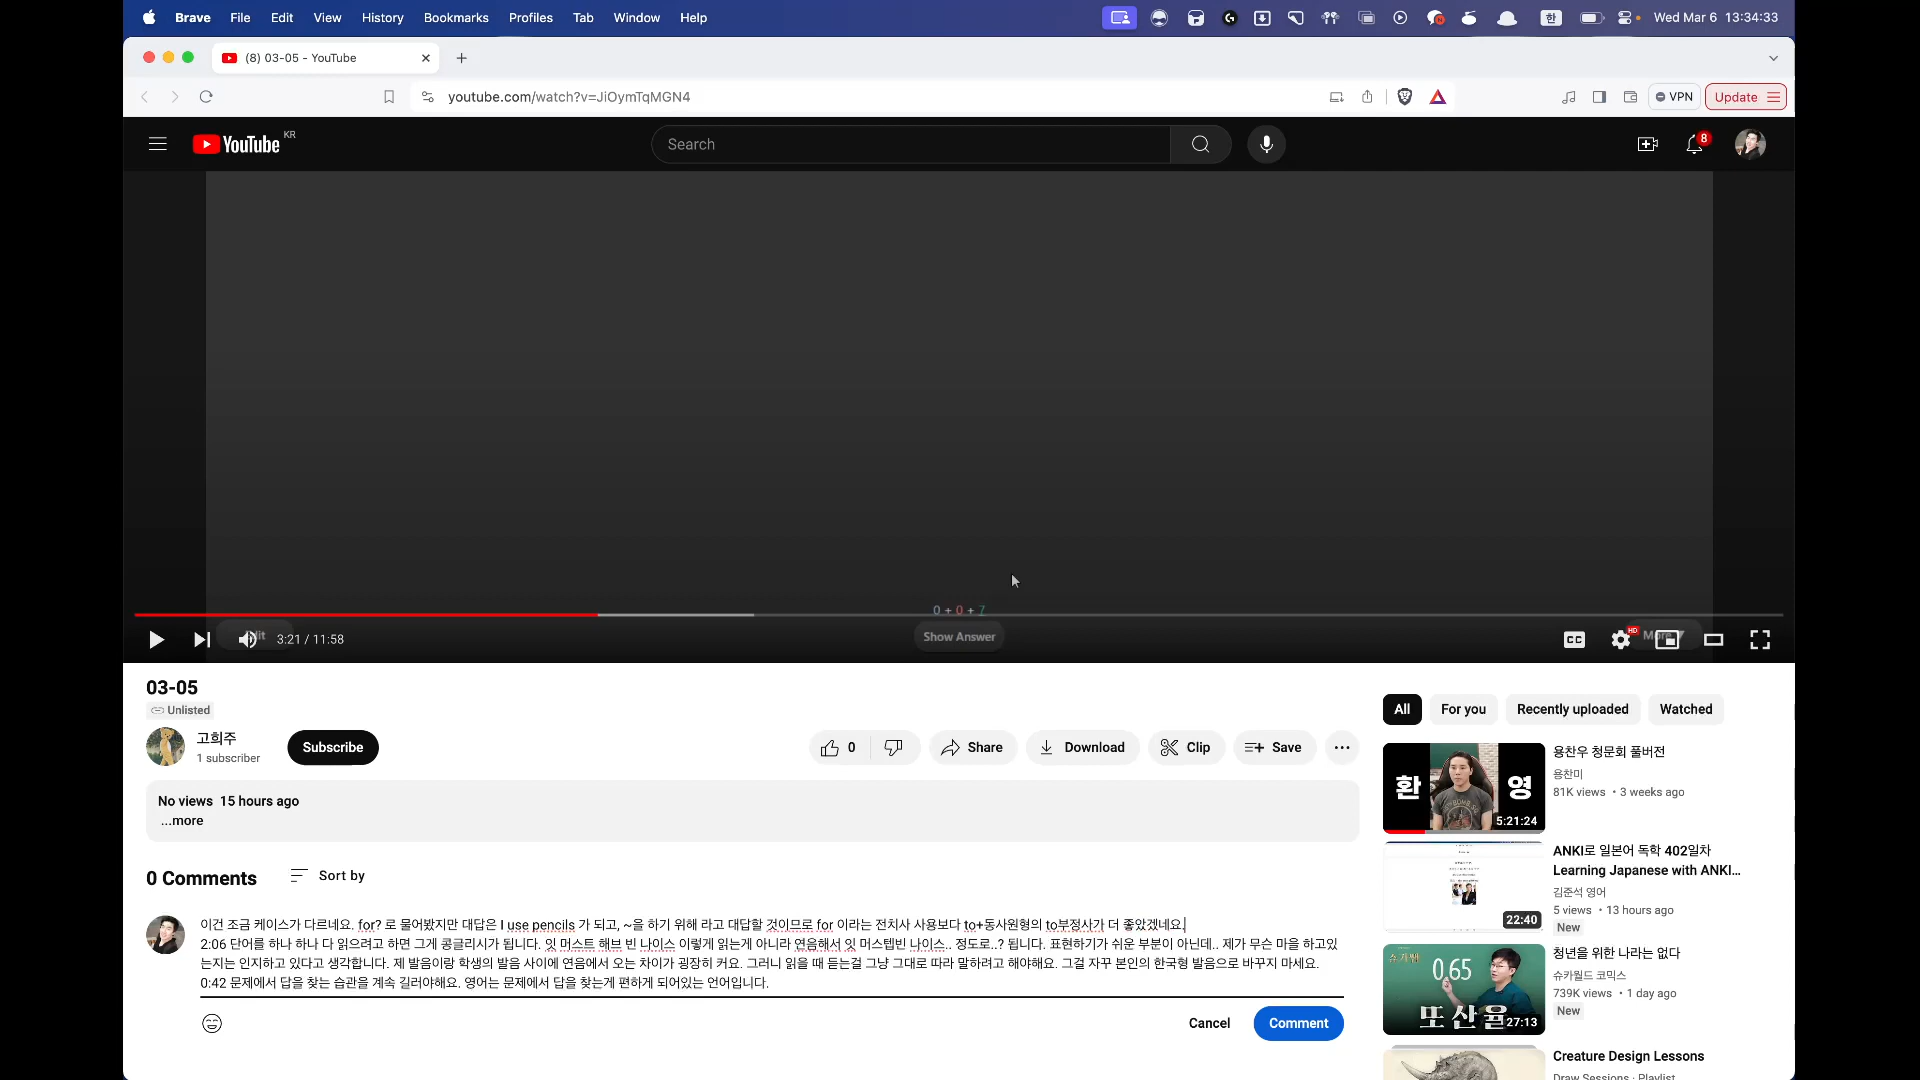 Brave File Edit View History Bookmarks Profiles Tab Window Help 한 Wed Mar 6 13:34:33
(8) 03-05 - YouTube
youtube.com/watch?v=JiOymTqMGN4
VPN Update
YouTube KR
Search
8
0 + 0 + 7
Show Answer
3:21 / 11:58
CC HD
03-05
Unlisted
고희주
1 subscriber
Subscribe
0
Share
Download
Clip
Save
No views 15 hours ago
...more
0 Comments
Sort by
이건 조금 케이스가 다르네요. for? 로 물어봤지만 대답은 I use pencils 가 되고, ~을 하기 위해 라고 대답할 것이므로 for 이라는 전치사 사용보다 to+동사원형의 to부정사가 더 좋았겠네요.
2:06 단어를 하나 하나 다 읽으려고 하면 그게 콩글리시가 됩니다. 잇 머스트 해브 빈 나이스 이렇게 읽는게 아니라 연음해서 잇 머스텝빈 나이스.. 정도로..? 됩니다. 표현하기가 쉬운 부분이 아닌데.. 제가 무슨 마을 하고있
는지는 인지하고 있다고 생각합니다. 제 발음이랑 학생의 발음 사이에 연음에서 오는 차이가 굉장히 커요. 그러니 읽을 때 듣는걸 그냥 그대로 따라 말하려고 해야해요. 그걸 자꾸 본인의 한국형 발음으로 바꾸지 마세요.
0:42 문제에서 답을 찾는 습관을 계속 길러야해요. 영어는 문제에서 답을 찾는게 편하게 되어있는 언어입니다.
Cancel
Comment
All
For you
Recently uploaded
Watched
환 영
5:21:24
용찬우 청문회 풀버전
용찬미
81K views • 3 weeks ago
22:40
ANKI로 일본어 독학 402일차
Learning Japanese with ANKI...
김준석 영어
5 views • 13 hours ago
New
0.65
또 산율
27:13
청년을 위한 나라는 없다
슈카월드 코믹스
739K views • 1 day ago
New
Creature Design Lessons
Draw Sessions · Playlist